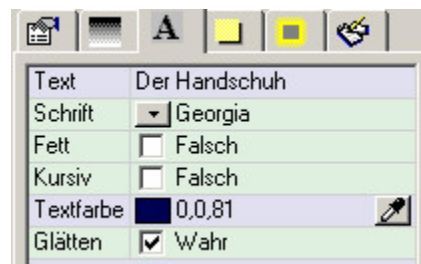 A
Text Der Handschuh
Schrift Georgia
Fett Falsch
Kursiv Falsch
Textfarbe 0,0,81
Glätten Wahr